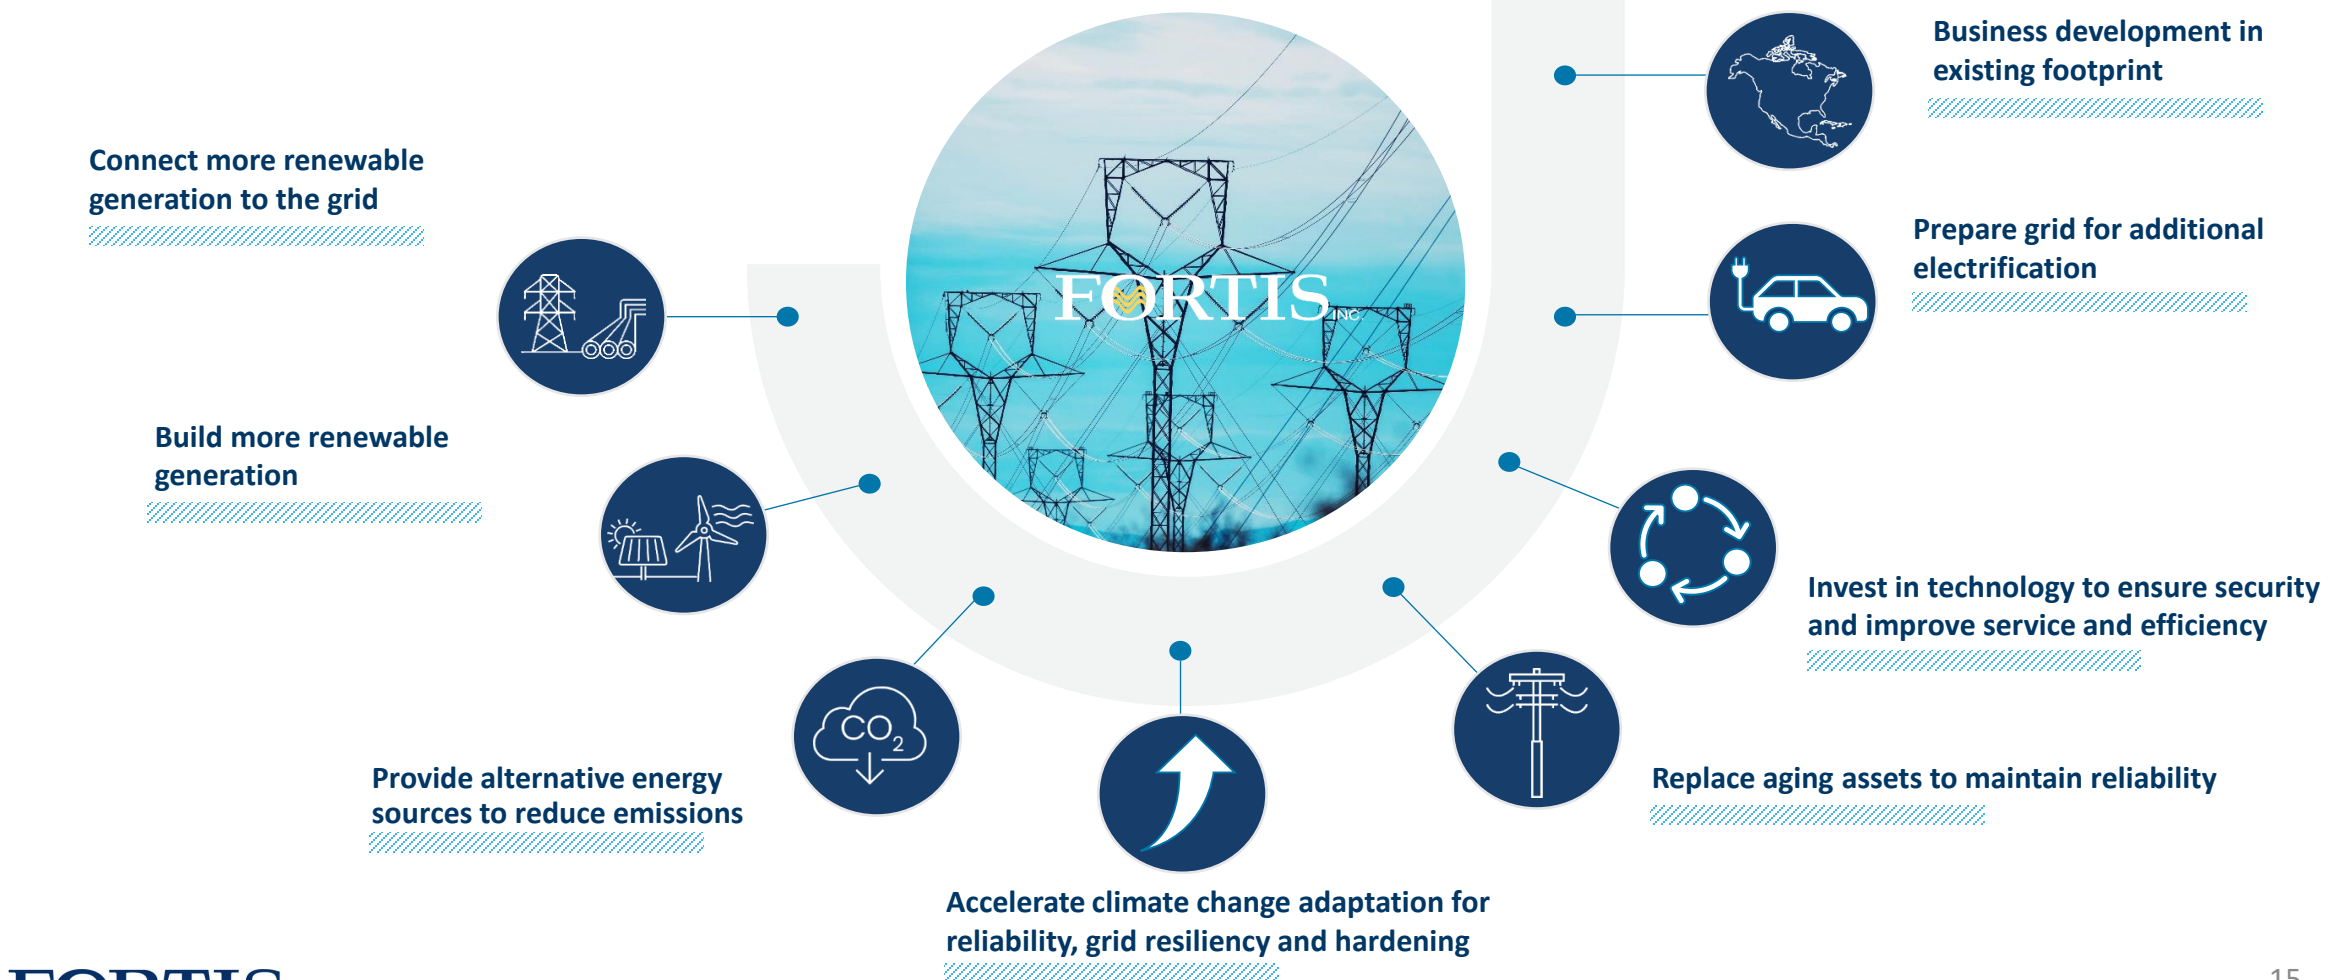 Business development in
existing footprint
Connect more renewable
generation to the grid
Prepare grid for additional
electrification
FORTIS INC.
Build more renewable
generation
Invest in technology to ensure security
and improve service and efficiency
CO2
Provide alternative energy
sources to reduce emissions
Replace aging assets to maintain reliability
Accelerate climate change adaptation for
reliability, grid resiliency and hardening
FORTIS
15